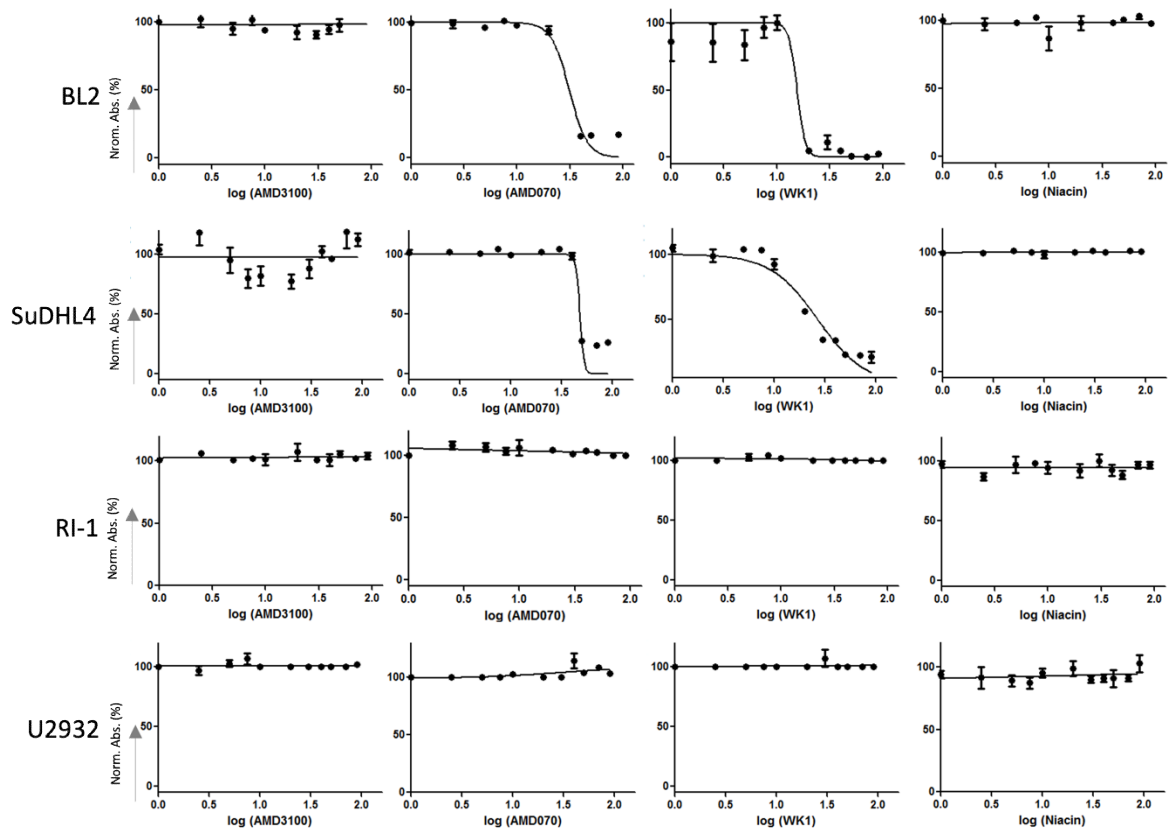 100 100 100 100
BL2
Nrom. Abs. (%)
50 50 50 50
0 0 0 0
0.0 0.5 1.0 1.5 2.0 0.0 0.5 1.0 1.5 2.0 0.0 0.5 1.0 1.5 2.0 0.0 0.5 1.0 1.5 2.0
log (AMD3100) log (AMD070) log (WK1) log (Niacin)
100 100 100 100
SuDHL4
Norm. Abs. (%)
50 50 50 50
0 0 0
0.0 0.5 1.0 1.5 2.0 0.0 0.5 1.0 1.5 2.0 0.0 0.5 1.0 1.5 2.0 0.0 0.5 1.0 1.5 2.0
log (AMD3100) log (AMD070) log (WK1) log (Niacin)
100 100 100 100
RI-1
Norm. Abs. (%)
50 50 50 50
0 0 0 0
0.0 0.5 1.0 1.5 2.0 0.0 0.5 1.0 1.5 2.0 0.0 0.5 1.0 1.5 2.0 0.0 0.5 1.0 1.5 2.0
log (AMD3100) log (AMD070) log (WK1) log (Niacin)
100 100 100 100
U2932
Norm. Abs. (%)
50 50 50 50
0 0 0 0
0.0 0.5 1.0 1.5 2.0 0.0 0.5 1.0 1.5 2.0 0.0 0.5 1.0 1.5 2.0 0.0 0.5 1.0 1.5 2.0
log (AMD3100) log (AMD070) log (WK1) log (Niacin)